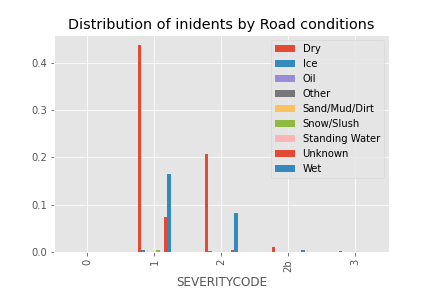 Distribution of inidents by Road conditions
Dry
Ice
Oil
Other
Sand/Mud/Dirt
Snow/Slush
Standing Water
Unknown
Wet
0.4
0.3
0.2
0.1
0.0
0 1 2 2b 3
SEVERITYCODE